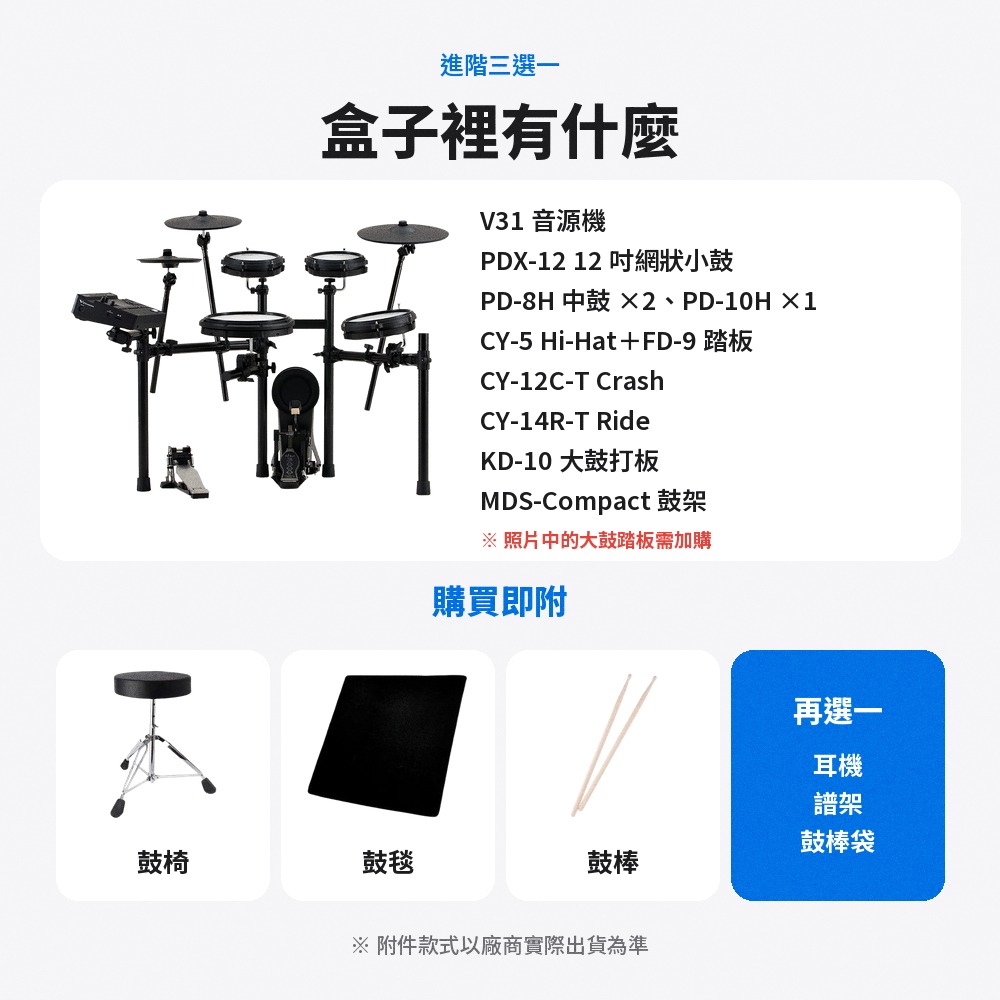 進階三選一
盒子裡有什麼
V31 音源機
PDX-12 12 吋網狀小鼓
PD-8H 中鼓 ×2、PD-10H ×1
CY-5 Hi-Hat＋FD-9 踏板
CY-12C-T Crash
CY-14R-T Ride
KD-10 大鼓打板
MDS-Compact 鼓架
※ 照片中的大鼓踏板需加購
購買即附
鼓椅
鼓毯
鼓棒
再選一
耳機
譜架
鼓棒袋
※ 附件款式以廠商實際出貨為準